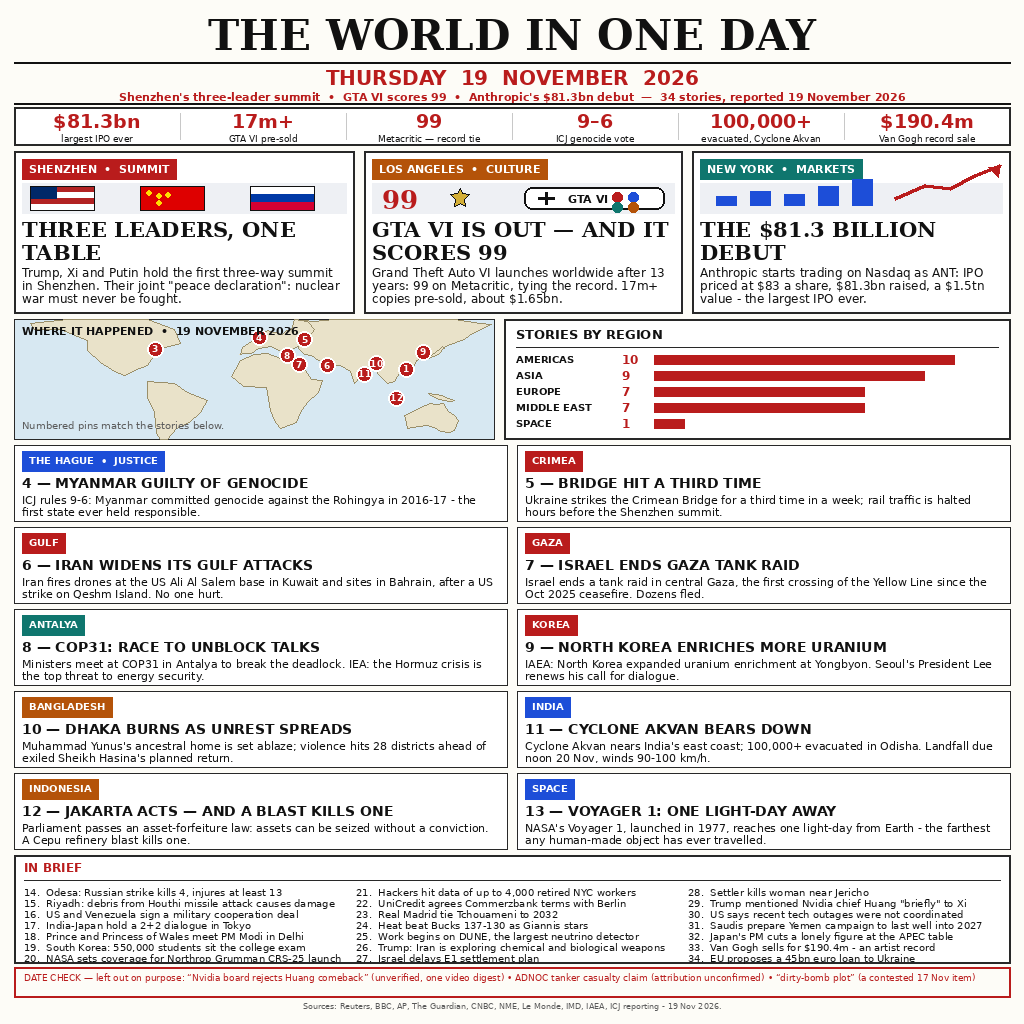 THE WORLD IN ONE DAY
THURSDAY 19 NOVEMBER 2026
Shenzhen's three-leader summit • GTA VI scores 99 • Anthropic's $81.3bn debut — 34 stories, reported 19 November 2026
$81.3bn
largest IPO ever
17m+
GTA VI pre-sold
99
Metacritic — record tie
9–6
ICJ genocide vote
100,000+
evacuated, Cyclone Akvan
$190.4m
Van Gogh record sale
SHENZHEN • SUMMIT
THREE LEADERS, ONE
TABLE
Trump, Xi and Putin hold the first three-way summit
in Shenzhen. Their joint "peace declaration": nuclear
war must never be fought.
LOS ANGELES • CULTURE
99
GTA VI
GTA VI IS OUT — AND IT
SCORES 99
Grand Theft Auto VI launches worldwide after 13
years: 99 on Metacritic, tying the record. 17m+
copies pre-sold, about $1.65bn.
NEW YORK • MARKETS
THE $81.3 BILLION
DEBUT
Anthropic starts trading on Nasdaq as ANT: IPO
priced at $83 a share, $81.3bn raised, a $1.5tn
value - the largest IPO ever.
WHERE IT HAPPENED • 19 NOVEMBER 2026
3
4
5
8
7
6
11
10
1
9
12
Numbered pins match the stories below.
STORIES BY REGION
AMERICAS 10
ASIA 9
EUROPE 7
MIDDLE EAST 7
SPACE 1
THE HAGUE • JUSTICE
4 — MYANMAR GUILTY OF GENOCIDE
ICJ rules 9-6: Myanmar committed genocide against the Rohingya in 2016-17 - the
first state ever held responsible.
CRIMEA
5 — BRIDGE HIT A THIRD TIME
Ukraine strikes the Crimean Bridge for a third time in a week; rail traffic is halted
hours before the Shenzhen summit.
GULF
6 — IRAN WIDENS ITS GULF ATTACKS
Iran fires drones at the US Ali Al Salem base in Kuwait and sites in Bahrain, after a US
strike on Qeshm Island. No one hurt.
GAZA
7 — ISRAEL ENDS GAZA TANK RAID
Israel ends a tank raid in central Gaza, the first crossing of the Yellow Line since the
Oct 2025 ceasefire. Dozens fled.
ANTALYA
8 — COP31: RACE TO UNBLOCK TALKS
Ministers meet at COP31 in Antalya to break the deadlock. IEA: the Hormuz crisis is
the top threat to energy security.
KOREA
9 — NORTH KOREA ENRICHES MORE URANIUM
IAEA: North Korea expanded uranium enrichment at Yongbyon. Seoul's President Lee
renews his call for dialogue.
BANGLADESH
10 — DHAKA BURNS AS UNREST SPREADS
Muhammad Yunus's ancestral home is set ablaze; violence hits 28 districts ahead of
exiled Sheikh Hasina's planned return.
INDIA
11 — CYCLONE AKVAN BEARS DOWN
Cyclone Akvan nears India's east coast; 100,000+ evacuated in Odisha. Landfall due
noon 20 Nov, winds 90-100 km/h.
INDONESIA
12 — JAKARTA ACTS — AND A BLAST KILLS ONE
Parliament passes an asset-forfeiture law: assets can be seized without a conviction.
A Cepu refinery blast kills one.
SPACE
13 — VOYAGER 1: ONE LIGHT-DAY AWAY
NASA's Voyager 1, launched in 1977, reaches one light-day from Earth - the farthest
any human-made object has ever travelled.
IN BRIEF
14. Odesa: Russian strike kills 4, injures at least 13
15. Riyadh: debris from Houthi missile attack causes damage
16. US and Venezuela sign a military cooperation deal
17. India-Japan hold a 2+2 dialogue in Tokyo
18. Prince and Princess of Wales meet PM Modi in Delhi
19. South Korea: 550,000 students sit the college exam
20. NASA sets coverage for Northrop Grumman CRS-25 launch
21. Hackers hit data of up to 4,000 retired NYC workers
22. UniCredit agrees Commerzbank terms with Berlin
23. Real Madrid tie Tchouameni to 2032
24. Heat beat Bucks 137-130 as Giannis stars
25. Work begins on DUNE, the largest neutrino detector
26. Trump: Iran is exploring chemical and biological weapons
27. Israel delays E1 settlement plan
28. Settler kills woman near Jericho
29. Trump mentioned Nvidia chief Huang "briefly" to Xi
30. US says recent tech outages were not coordinated
31. Saudis prepare Yemen campaign to last well into 2027
32. Japan's PM cuts a lonely figure at the APEC table
33. Van Gogh sells for $190.4m - an artist record
34. EU proposes a 45bn euro loan to Ukraine
DATE CHECK — left out on purpose: “Nvidia board rejects Huang comeback” (unverified, one video digest) • ADNOC tanker casualty claim (attribution unconfirmed) • “dirty-bomb plot” (a contested 17 Nov item)
Sources: Reuters, BBC, AP, The Guardian, CNBC, NME, Le Monde, IMD, IAEA, ICJ reporting - 19 Nov 2026.